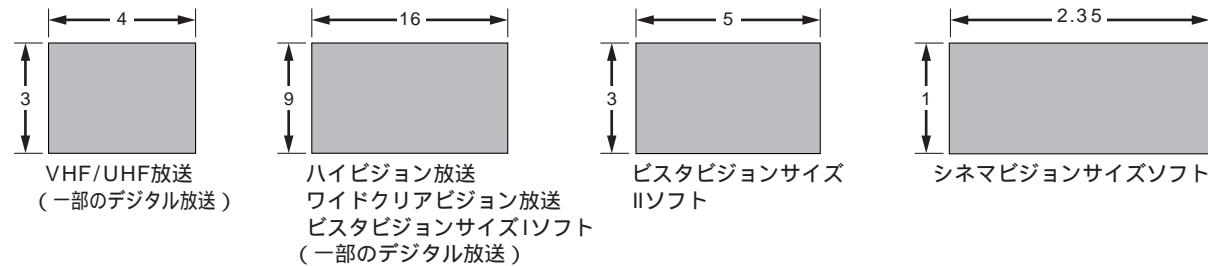 4
3
VHF/UHF放送
(一部のデジタル放送)
16
9
ハイビジョン放送
ワイドクリアビジョン放送
ビスタビジョンサイズIソフト
(一部のデジタル放送)
5
3
ビスタビジョンサイズ
IIソフト
2.35
1
シネマビジョンサイズソフト